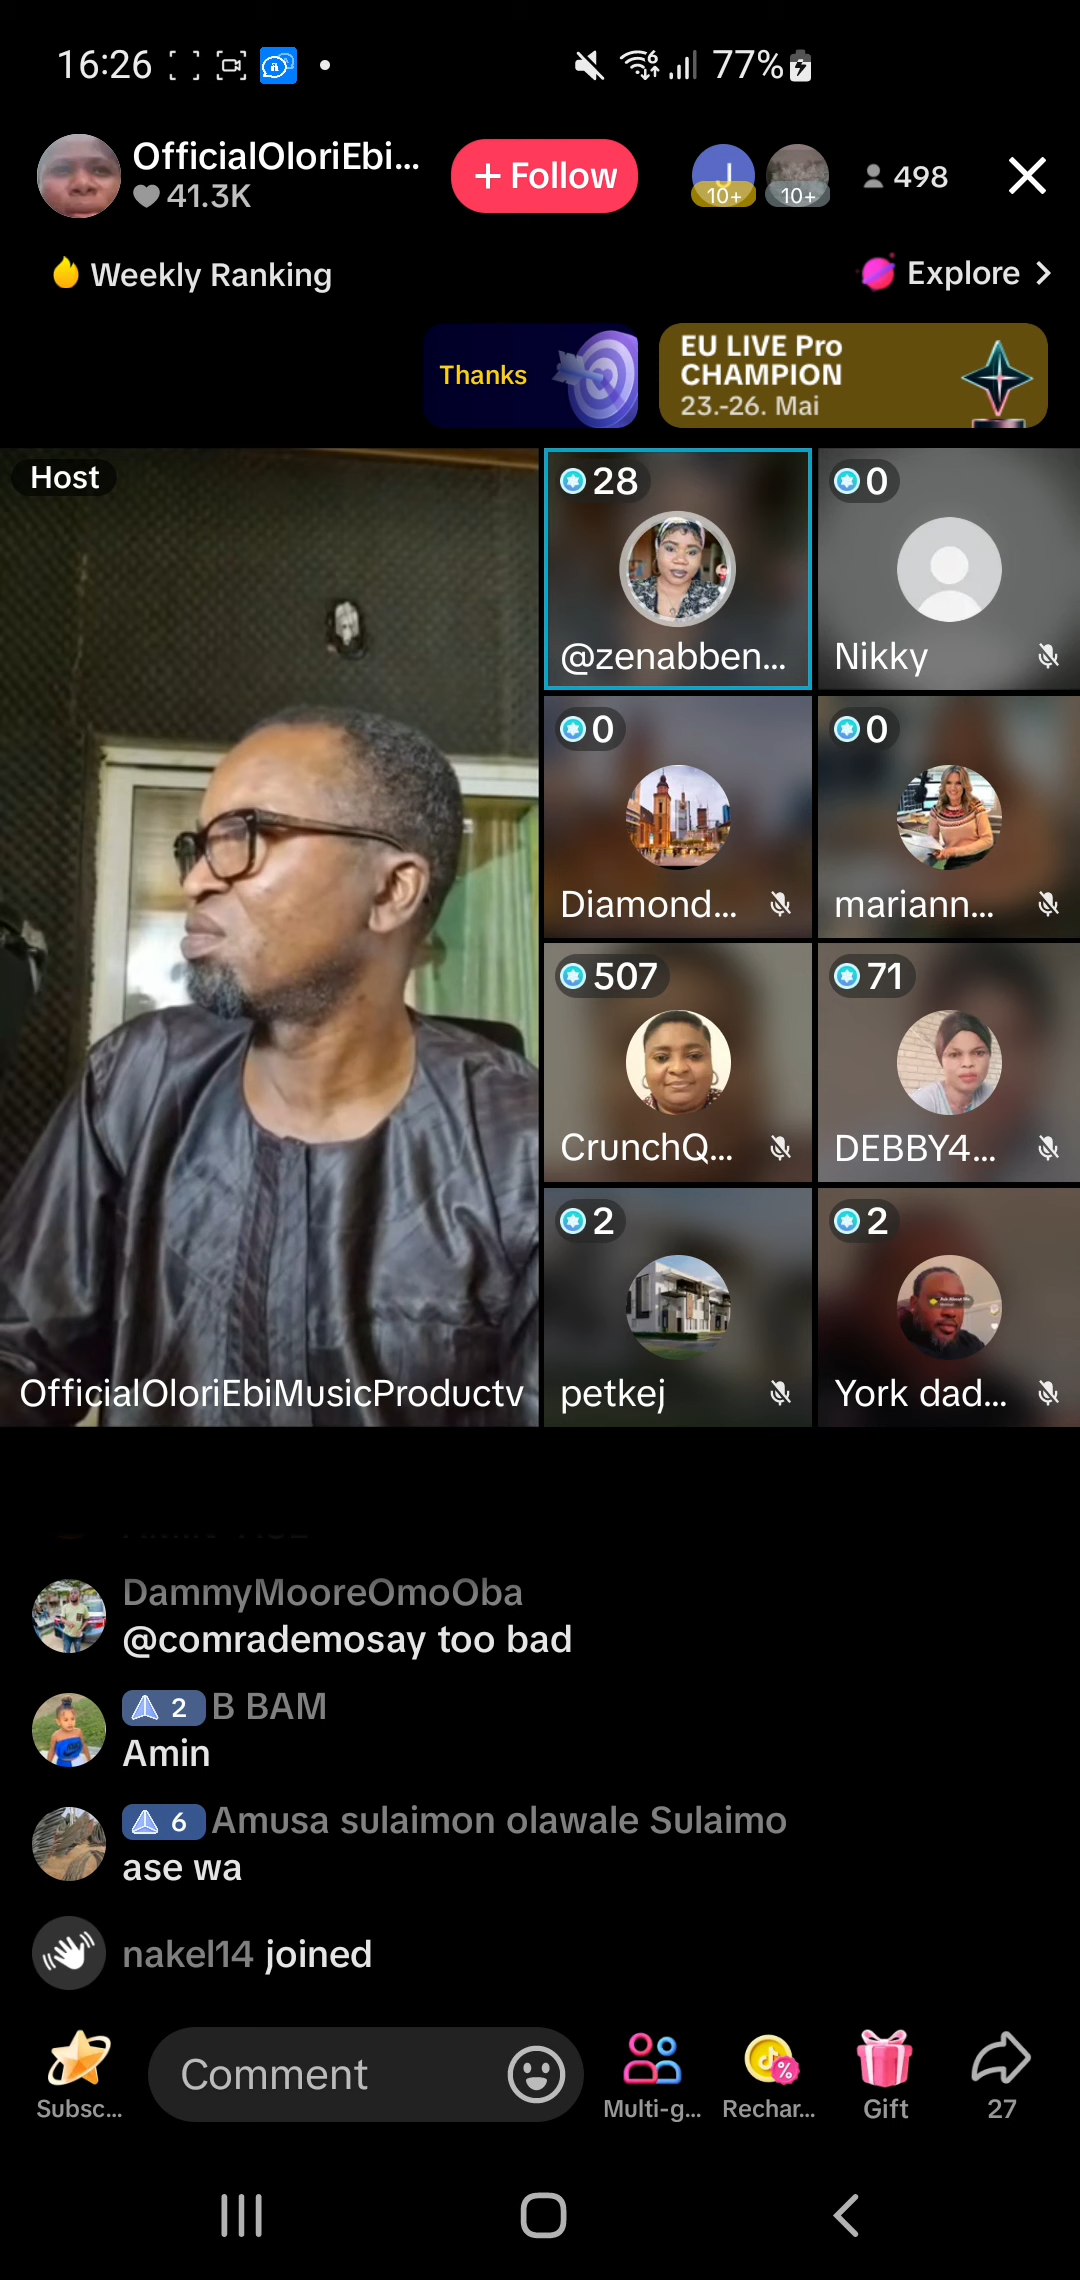 16:26
77%
OfficialOloriEbi...
41.3K
+ Follow
J
10+
10+
498
Weekly Ranking
Explore
Thanks
EU LIVE Pro
CHAMPION
23.-26. Mai
Host
28
@zenabben...
0
Nikky
0
Diamond...
0
mariann...
507
CrunchQ...
71
DEBBY4...
2
petkej
2
York dad...
OfficialOloriEbiMusicProductv
DammyMooreOmoOba
@comrademosay too bad
2 B BAM
Amin
6 Amusa sulaimon olawale Sulaimo
ase wa
nakel14 joined
Subsc...
Comment
Multi-g...
Rechar...
Gift
27